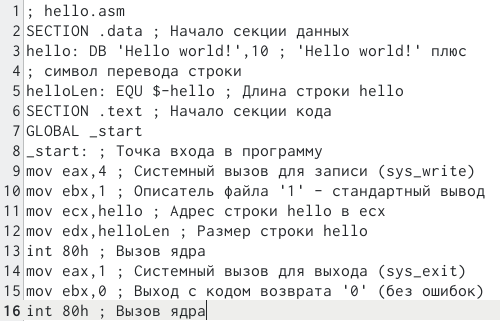 1 ; hello.asm
2 SECTION .data ; Начало секции данных
3 hello: DB 'Hello world!',10 ; 'Hello world!' плюс
4 ; символ перевода строки
5 helloLen: EQU $-hello ; Длина строки hello
6 SECTION .text ; Начало секции кода
7 GLOBAL _start
8 _start: ; Точка входа в программу
9 mov eax,4 ; Системный вызов для записи (sys_write)
10 mov ebx,1 ; Описатель файла '1' - стандартный вывод
11 mov ecx,hello ; Адрес строки hello в ecx
12 mov edx,helloLen ; Размер строки hello
13 int 80h ; Вызов ядра
14 mov eax,1 ; Системный вызов для выхода (sys_exit)
15 mov ebx,0 ; Выход с кодом возврата '0' (без ошибок)
16 int 80h ; Вызов ядра